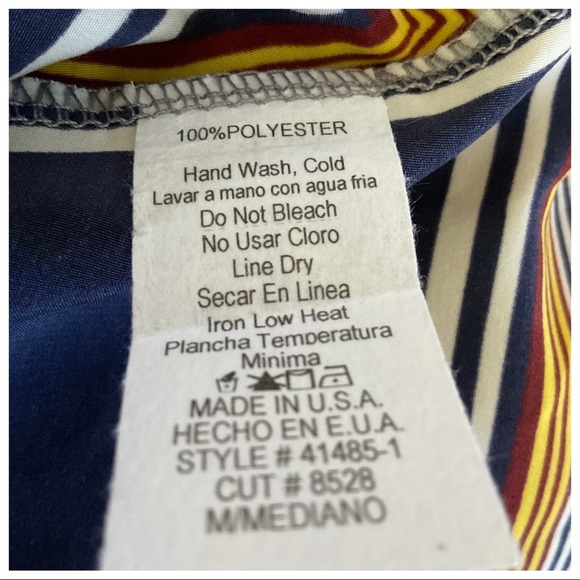 100%POLYESTER
Hand Wash, Cold
Lavar a mano con agua fria
Do Not Bleach
No Usar Cloro
Line Dry
Secar En Linea
Iron Low Heat
Plancha Temperatura
Minima
MADE IN U.S.A.
HECHO EN E.U.A.
STYLE # 41485-1
CUT # 8528
M/MEDIANO